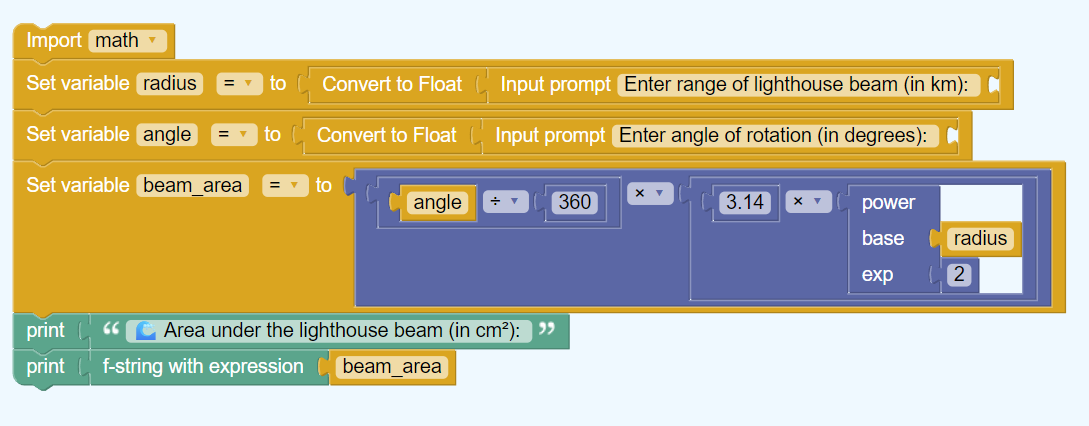 Import math
Set variable radius = to Convert to Float Input prompt Enter range of lighthouse beam (in km):
Set variable angle = to Convert to Float Input prompt Enter angle of rotation (in degrees):
Set variable beam_area = to angle ÷ 360 × 3.14 × power
base radius
exp 2
print “ 🌊 Area under the lighthouse beam (in cm²): ”
print f-string with expression beam_area